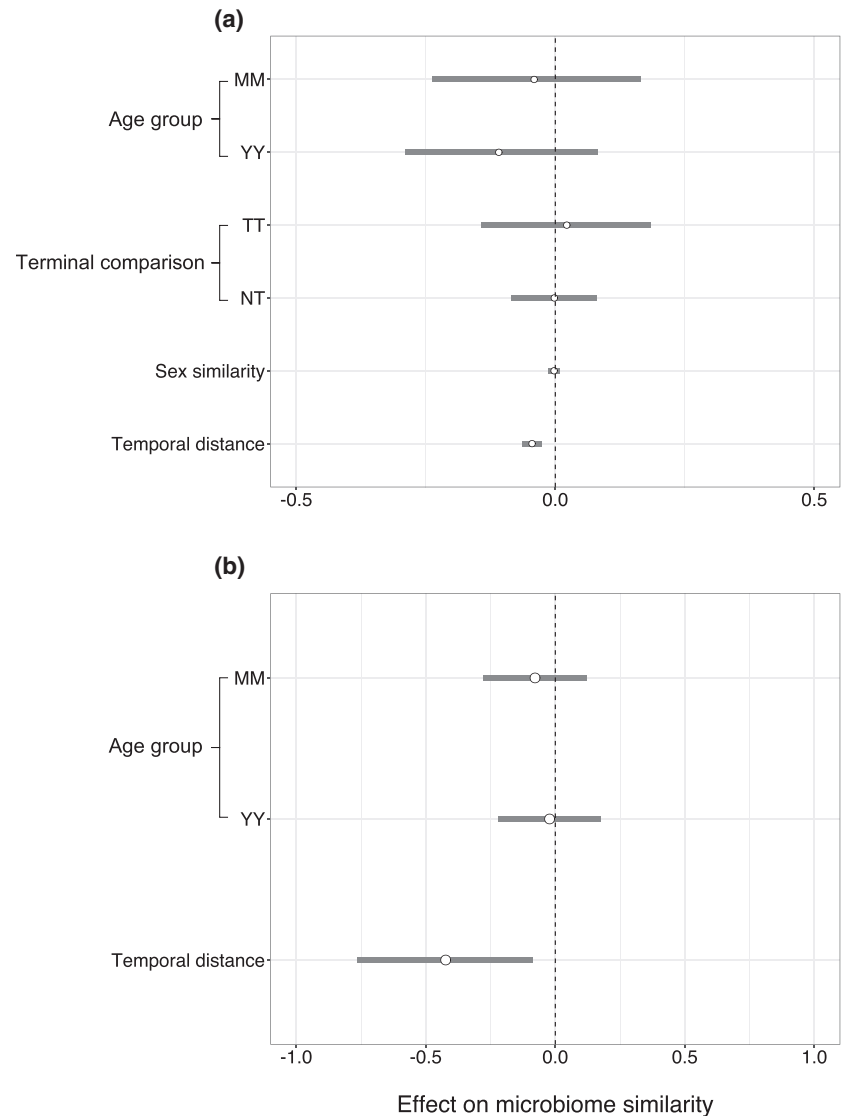 (a)
MM
Age group
YY
TT
Terminal comparison
NT
Sex similarity
Temporal distance
-0.5 0.0 0.5
(b)
MM
Age group
YY
Temporal distance
-1.0 -0.5 0.0 0.5 1.0
Effect on microbiome similarity